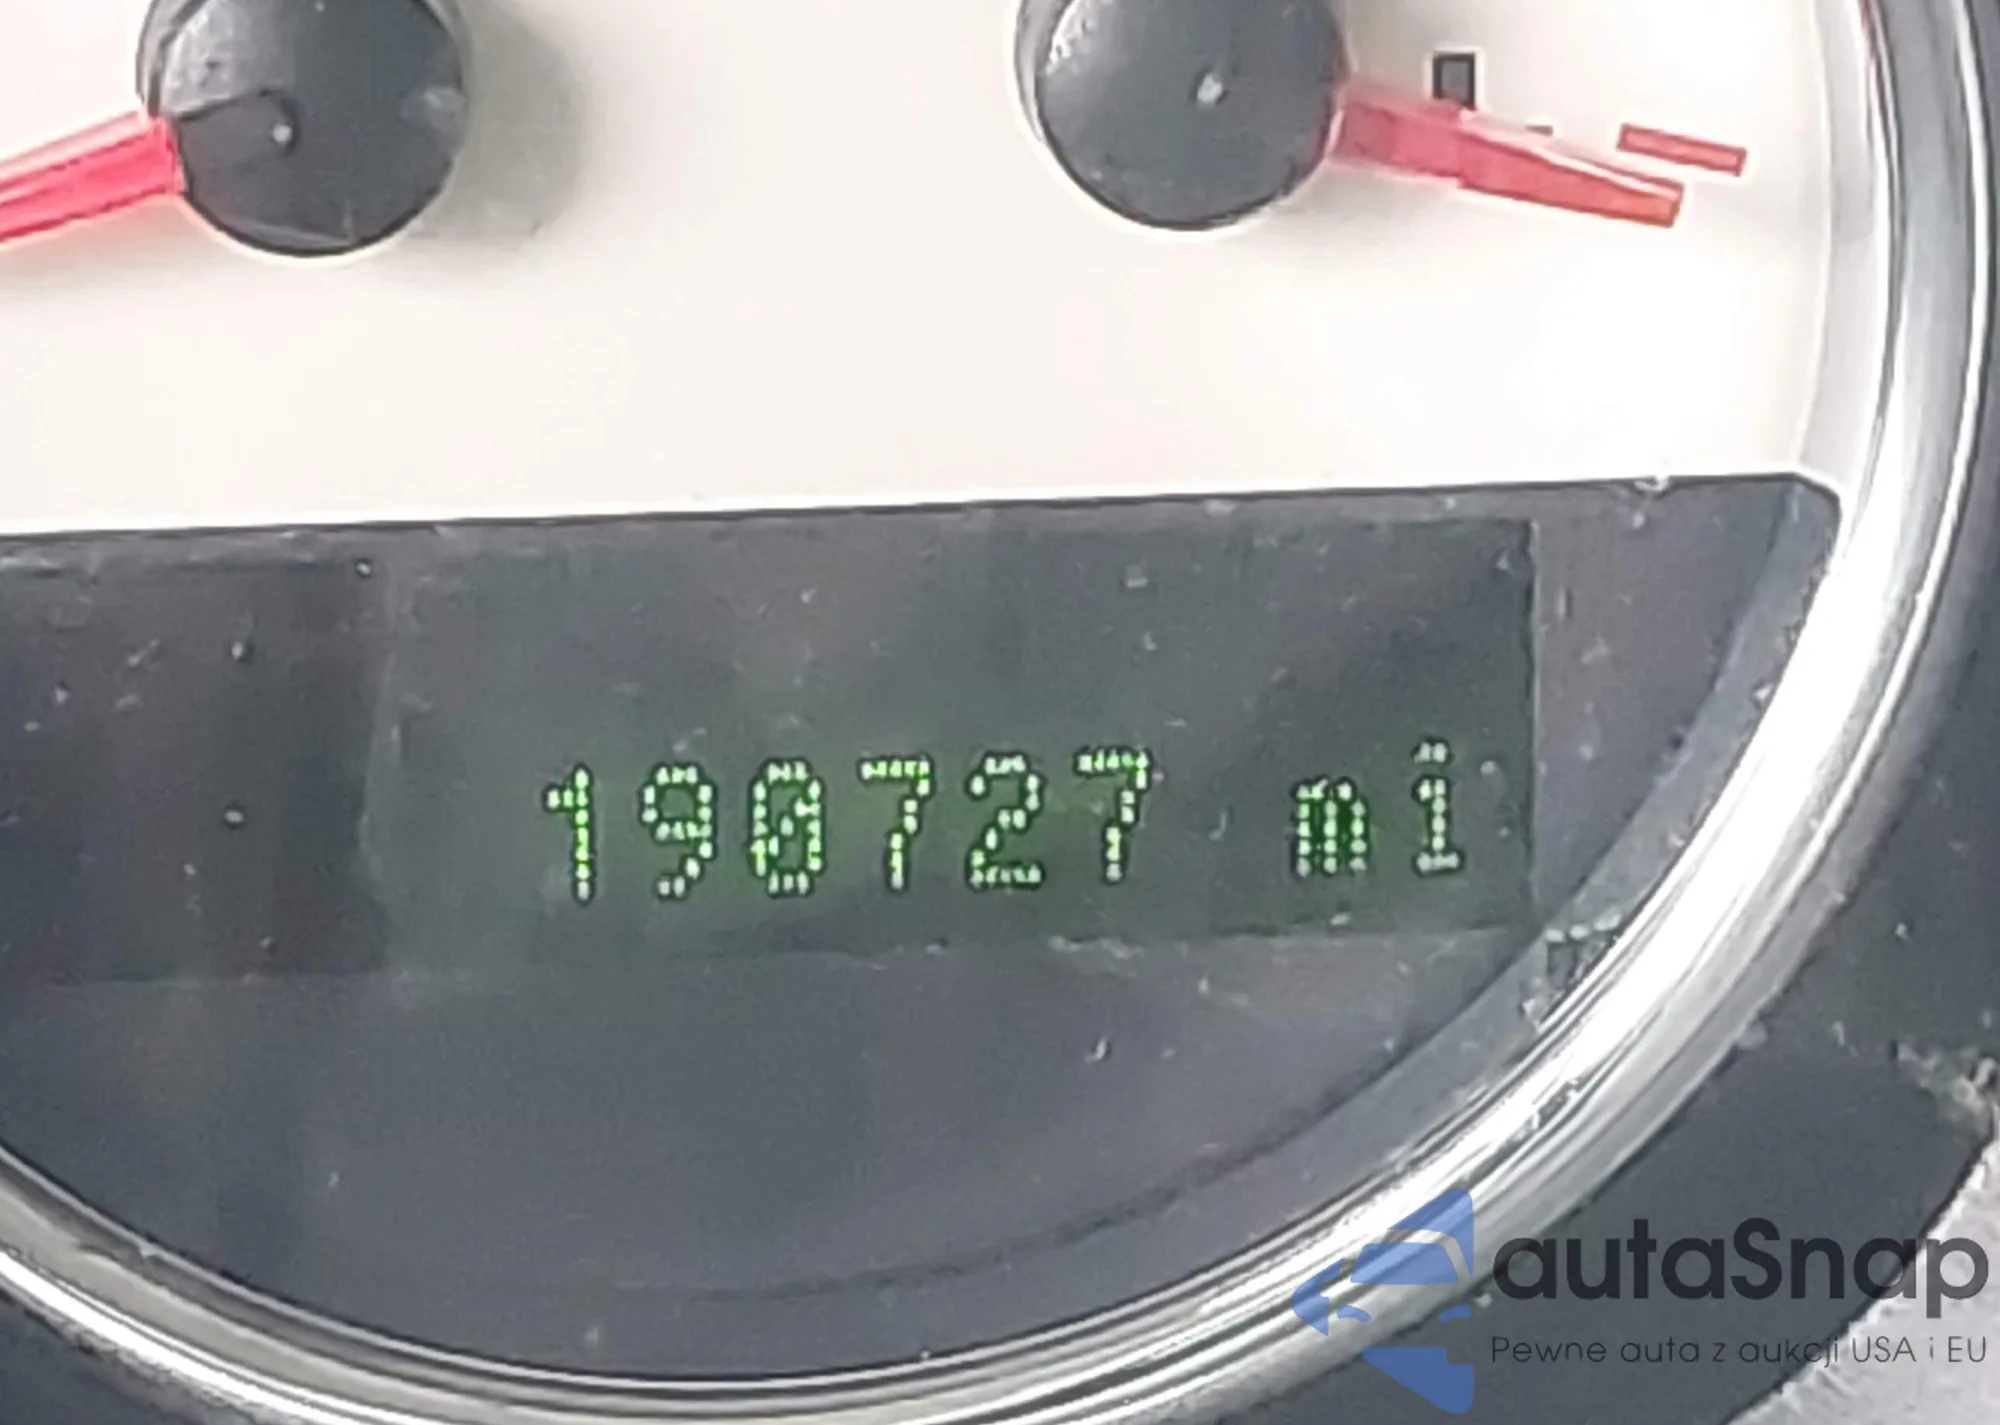 190727 mi
autaSnap
Pewne auta z aukcji USA i EU